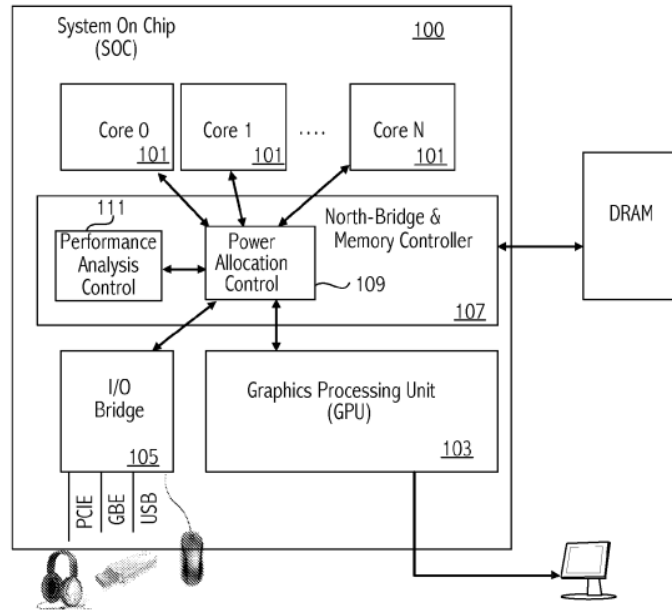 System On Chip
(SOC)
100
Core 0
101
Core 1
101
....
Core N
101
111
Performance
Analysis
Control
Power
Allocation
Control
109
North-Bridge &
Memory Controller
107
DRAM
I/O
Bridge
105
Graphics Processing Unit
(GPU)
103
PCIE
GBE
USB